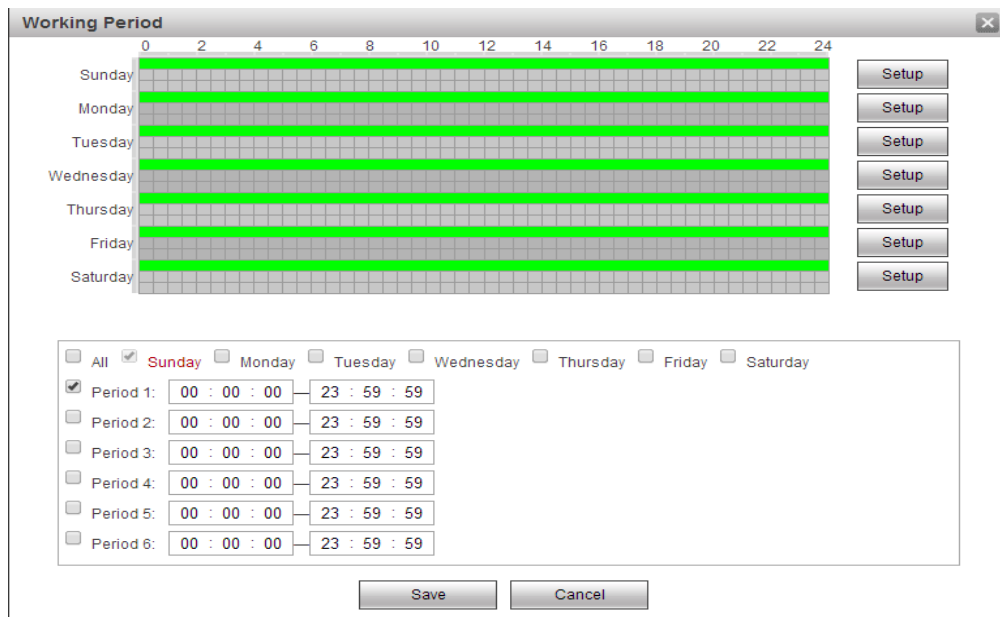 Working Period
0 2 4 6 8 10 12 14 16 18 20 22 24
Sunday Setup
Monday Setup
Tuesday Setup
Wednesday Setup
Thursday Setup
Friday Setup
Saturday Setup
All Sunday Monday Tuesday Wednesday Thursday Friday Saturday
Period 1: 00 : 00 : 00 — 23 : 59 : 59
Period 2: 00 : 00 : 00 — 23 : 59 : 59
Period 3: 00 : 00 : 00 — 23 : 59 : 59
Period 4: 00 : 00 : 00 — 23 : 59 : 59
Period 5: 00 : 00 : 00 — 23 : 59 : 59
Period 6: 00 : 00 : 00 — 23 : 59 : 59
Save Cancel